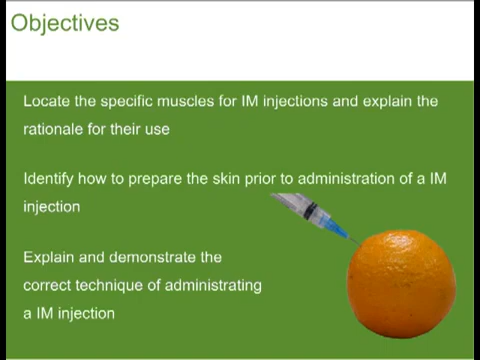 Objectives
Locate the specific muscles for IM injections and explain the
rationale for their use
Identify how to prepare the skin prior to administration of a IM
injection
Explain and demonstrate the
correct technique of administrating
a IM injection